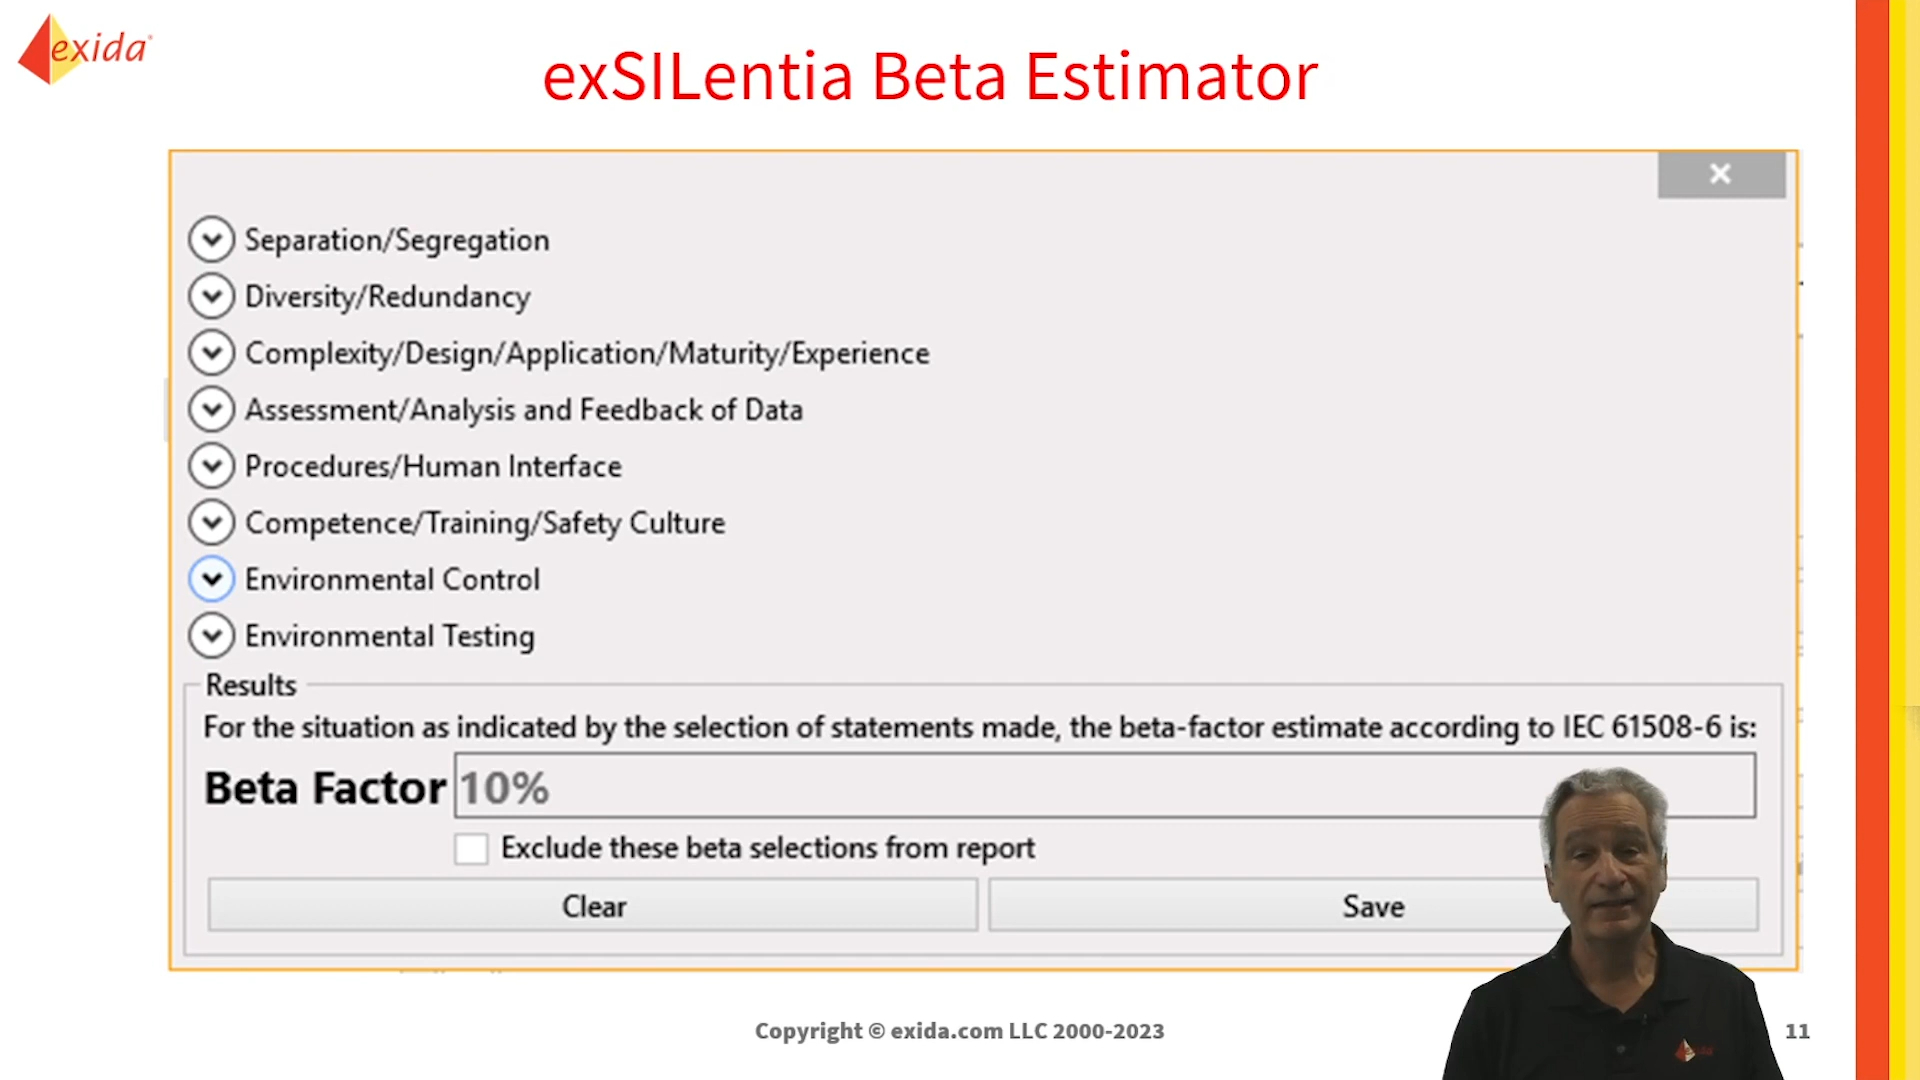 exida
exSILentia Beta Estimator
Separation/Segregation
Diversity/Redundancy
Complexity/Design/Application/Maturity/Experience
Assessment/Analysis and Feedback of Data
Procedures/Human Interface
Competence/Training/Safety Culture
Environmental Control
Environmental Testing
Results
For the situation as indicated by the selection of statements made, the beta-factor estimate according to IEC 61508-6 is:
Beta Factor 10%
Exclude these beta selections from report
Clear Save
Copyright © exida.com LLC 2000-2023
11